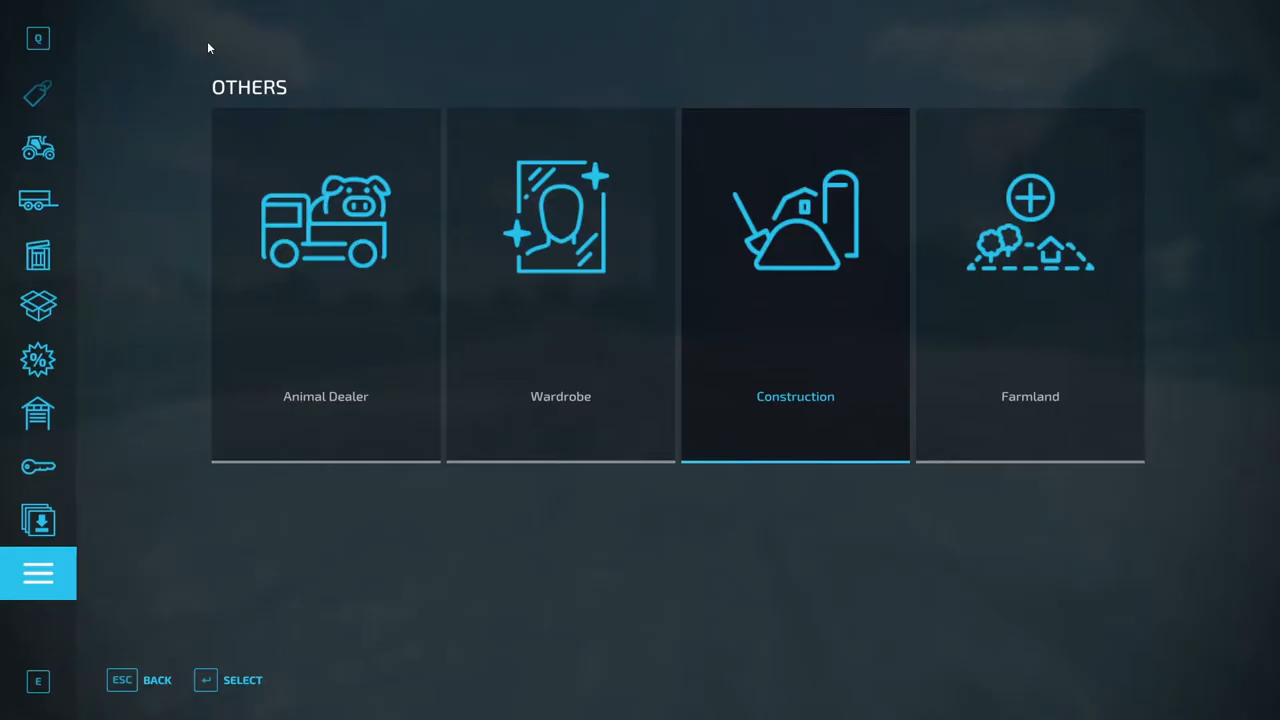 Q
OTHERS
%
Animal Dealer
Wardrobe
Construction
Farmland
E
ESC BACK
↵ SELECT